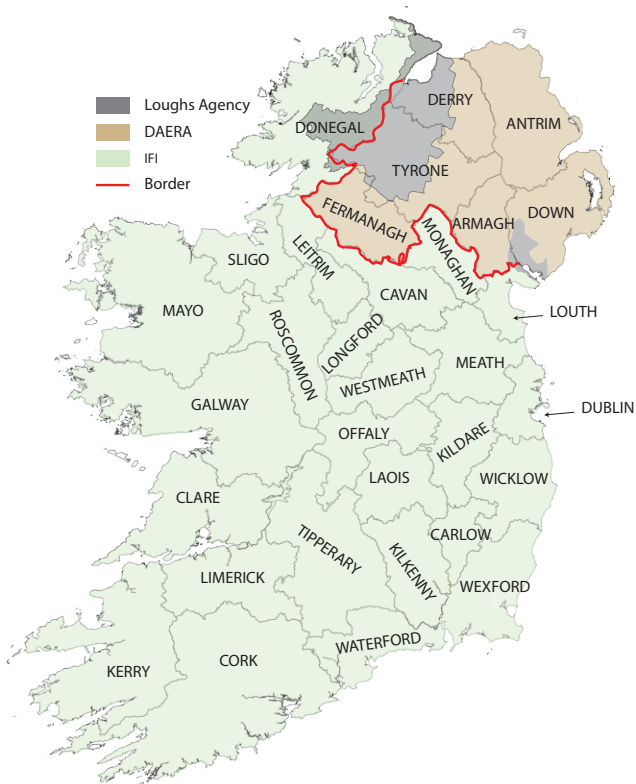 Loughs Agency
DAERA
IFI
Border
DERRY
ANTRIM
DONEGAL
TYRONE
FERMANAGH
ARMAGH
DOWN
MONAGHAN
SLIGO
LEITRIM
CAVAN
LOUTH
MAYO
ROSCOMMON
LONGFORD
MEATH
WESTMEATH
GALWAY
DUBLIN
OFFALY
KILDARE
LAOIS
WICKLOW
CLARE
TIPPERARY
KILKENNY
CARLOW
LIMERICK
WEXFORD
WATERFORD
KERRY
CORK